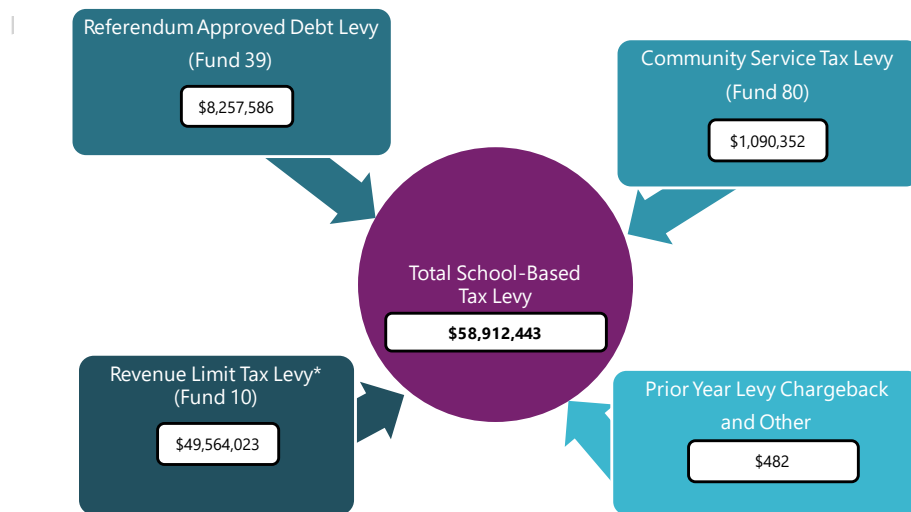 Referendum Approved Debt Levy
(Fund 39)
$8,257,586
Community Service Tax Levy
(Fund 80)
$1,090,352
Total School-Based
Tax Levy
$58,912,443
Revenue Limit Tax Levy*
(Fund 10)
$49,564,023
Prior Year Levy Chargeback
and Other
$482